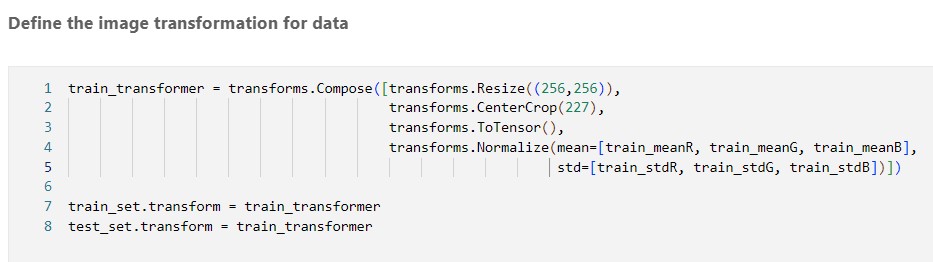 Define the image transformation for data
1 train_transformer = transforms.Compose([transforms.Resize((256,256)),
2 transforms.CenterCrop(227),
3 transforms.ToTensor(),
4 transforms.Normalize(mean=[train_meanR, train_meanG, train_meanB],
5 std=[train_stdR, train_stdG, train_stdB])])
6
7 train_set.transform = train_transformer
8 test_set.transform = train_transformer